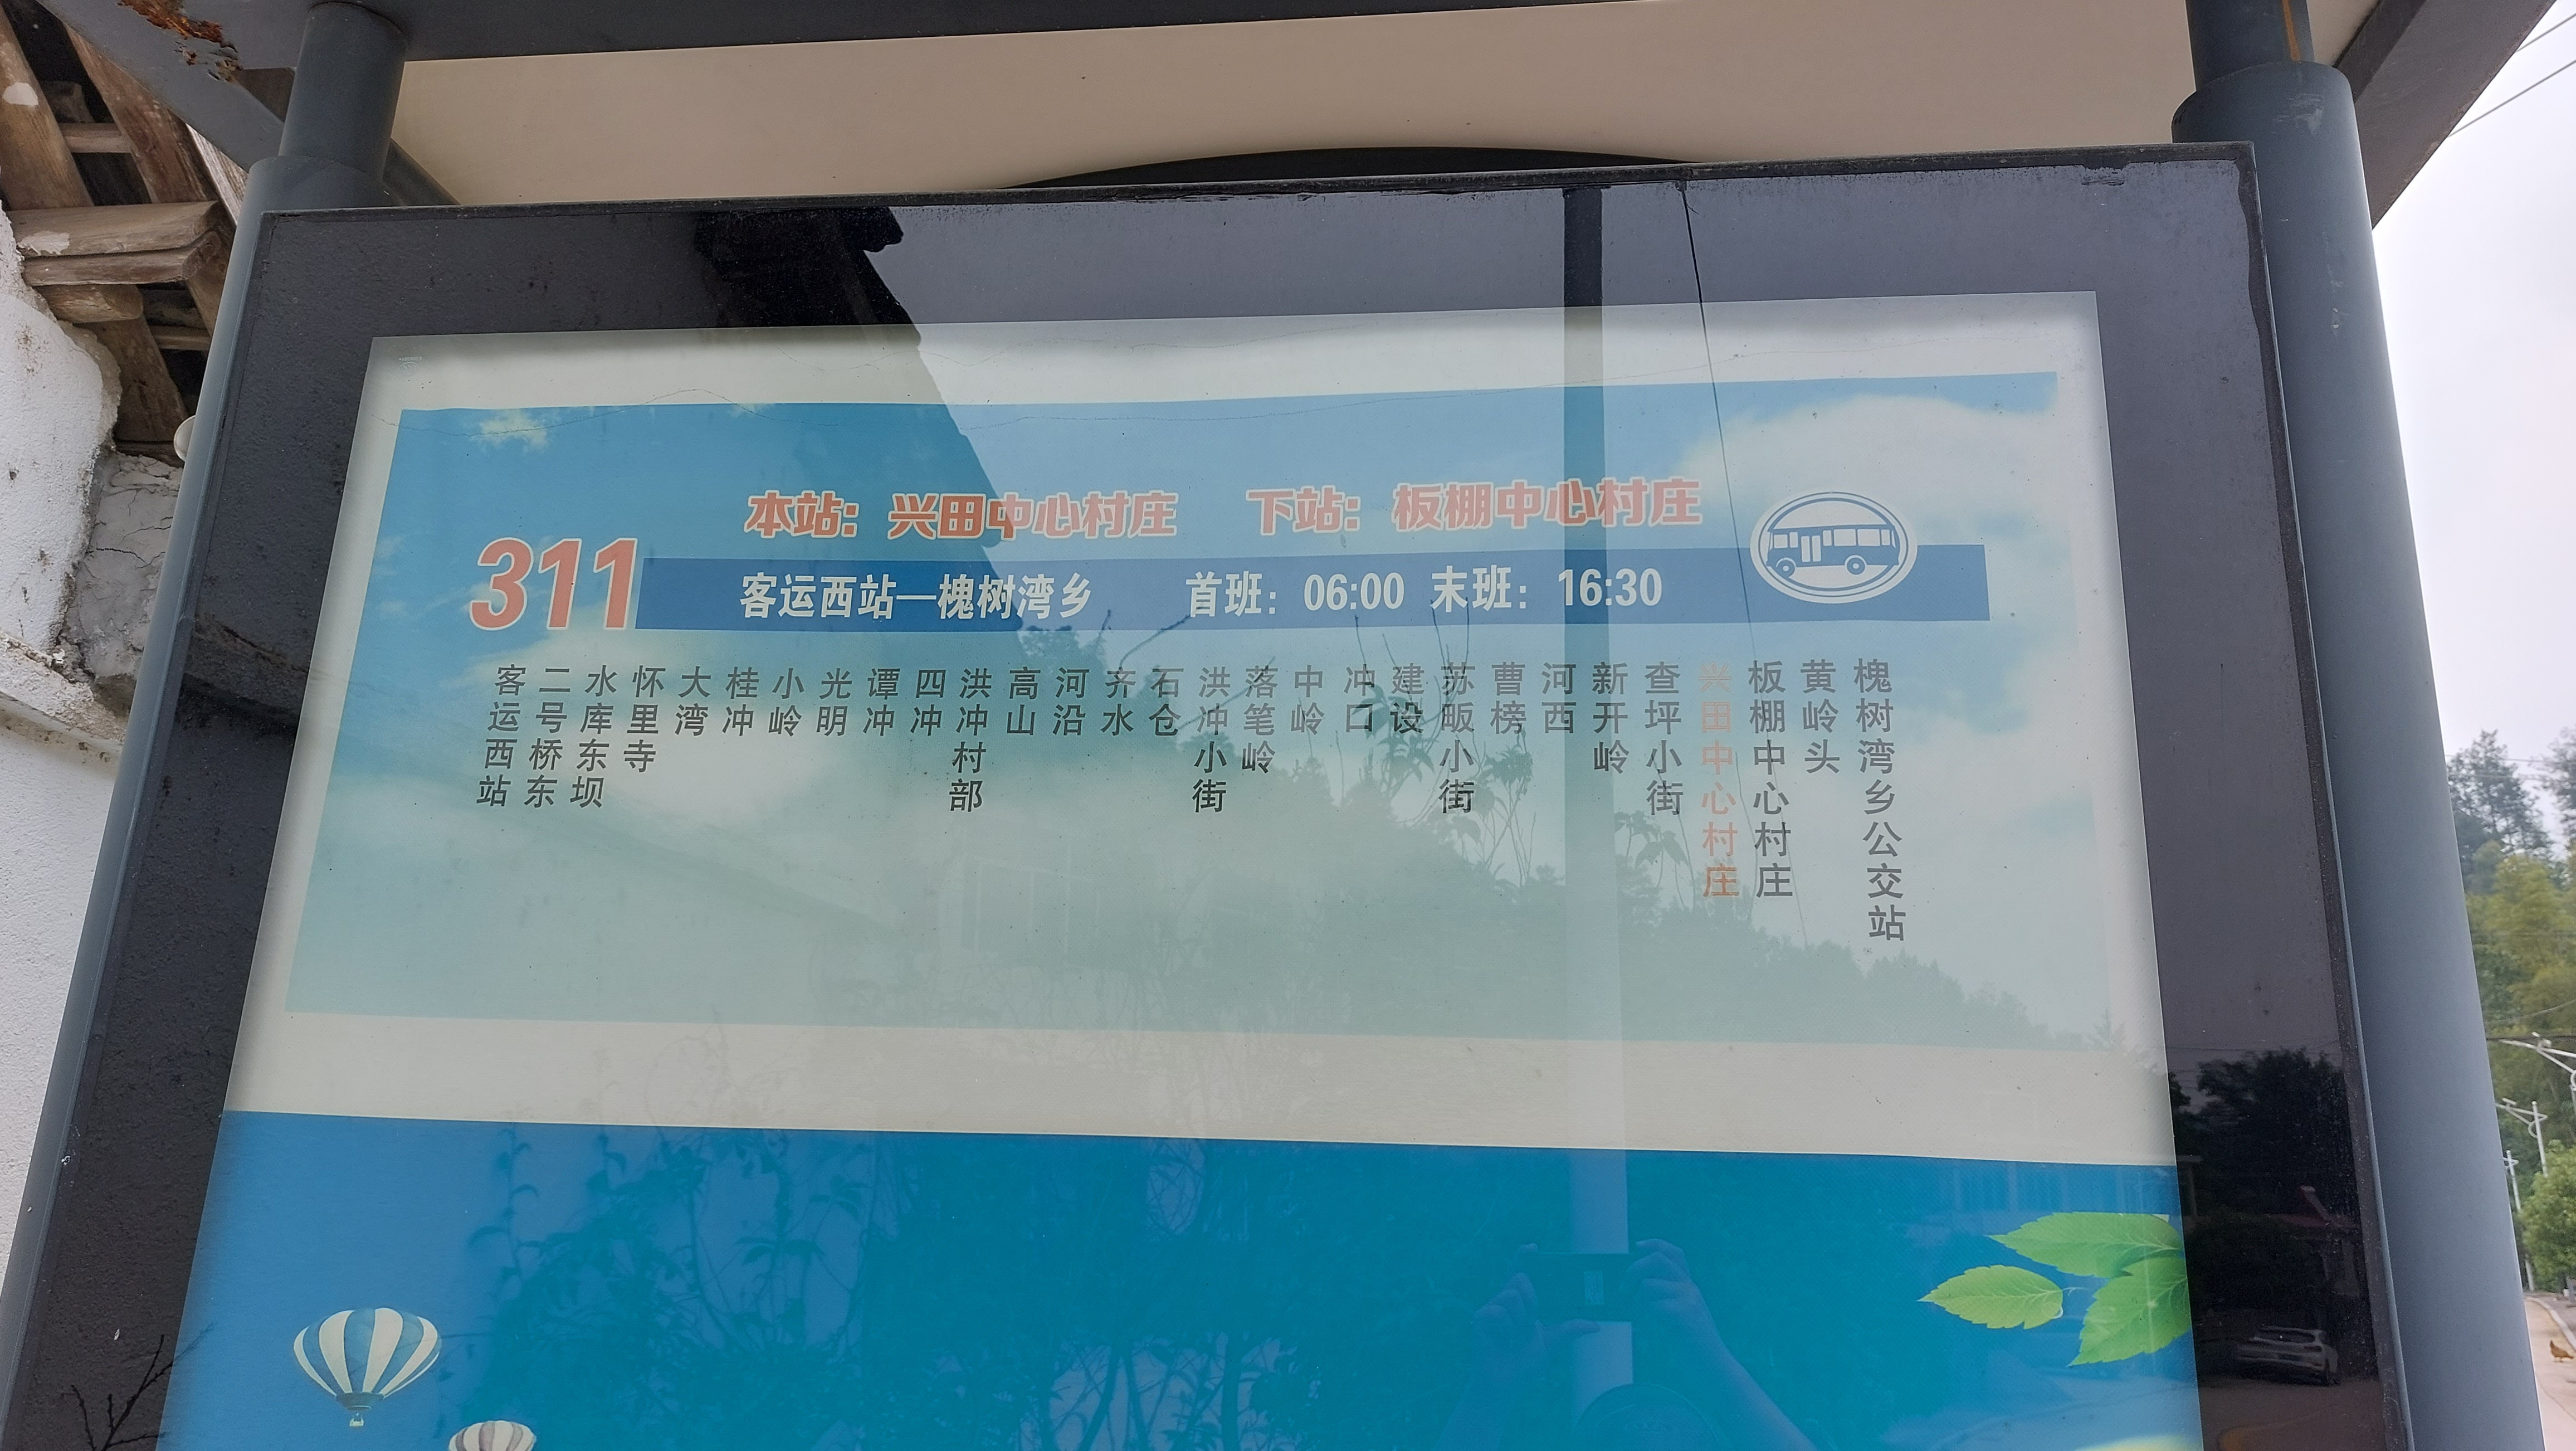 本站：兴田中心村庄 下站：板棚中心村庄
311
客运西站—槐树湾乡 首班：06:00 末班：16:30
客运西站
二号桥东
水库东坝
怀里寺
大湾
桂冲
小岭
光明
谭冲
四冲
洪冲村部
高山
河沿
齐水
石仓
洪冲小街
落笔岭
中岭
冲口
建设
苏畈小街
曹榜
河西
新开岭
查坪小街
兴田中心村庄
板棚中心村庄
黄岭头
槐树湾乡公交站